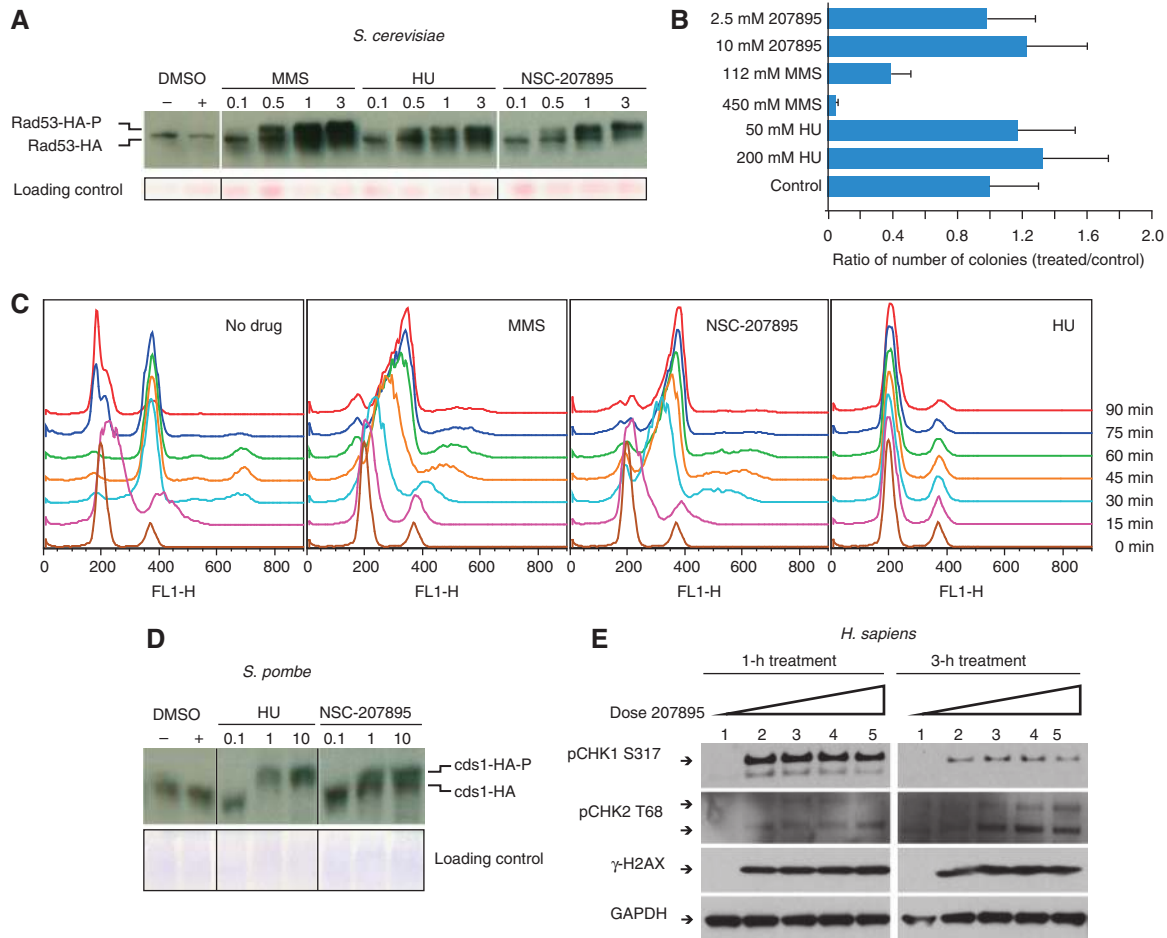 A
S. cerevisiae
DMSO MMS HU NSC-207895
– + 0.1 0.5 1 3 0.1 0.5 1 3 0.1 0.5 1 3
Rad53-HA-P
Rad53-HA
Loading control
B
2.5 mM 207895
10 mM 207895
112 mM MMS
450 mM MMS
50 mM HU
200 mM HU
Control
0 0.4 0.8 1.2 1.6 2.0
Ratio of number of colonies (treated/control)
C
No drug MMS NSC-207895 HU
90 min
75 min
60 min
45 min
30 min
15 min
0 min
0 200 400 600 800 0 200 400 600 800 0 200 400 600 800 0 200 400 600 800
FL1-H FL1-H FL1-H FL1-H
D
S. pombe
DMSO HU NSC-207895
– + 0.1 1 10 0.1 1 10
cds1-HA-P
cds1-HA
Loading control
E
H. sapiens
1-h treatment 3-h treatment
Dose 207895
1 2 3 4 5 1 2 3 4 5
pCHK1 S317
pCHK2 T68
γ-H2AX
GAPDH